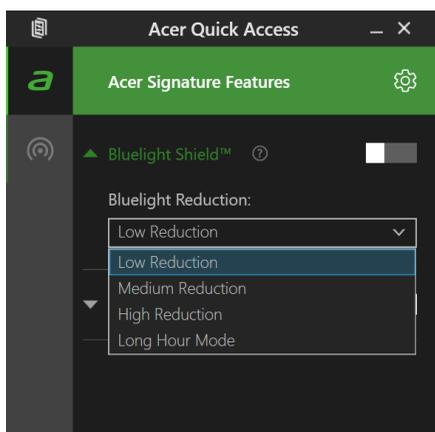 Acer Quick Access
Acer Signature Features
Bluelight Shield™
Bluelight Reduction:
Low Reduction
Low Reduction
Medium Reduction
High Reduction
Long Hour Mode